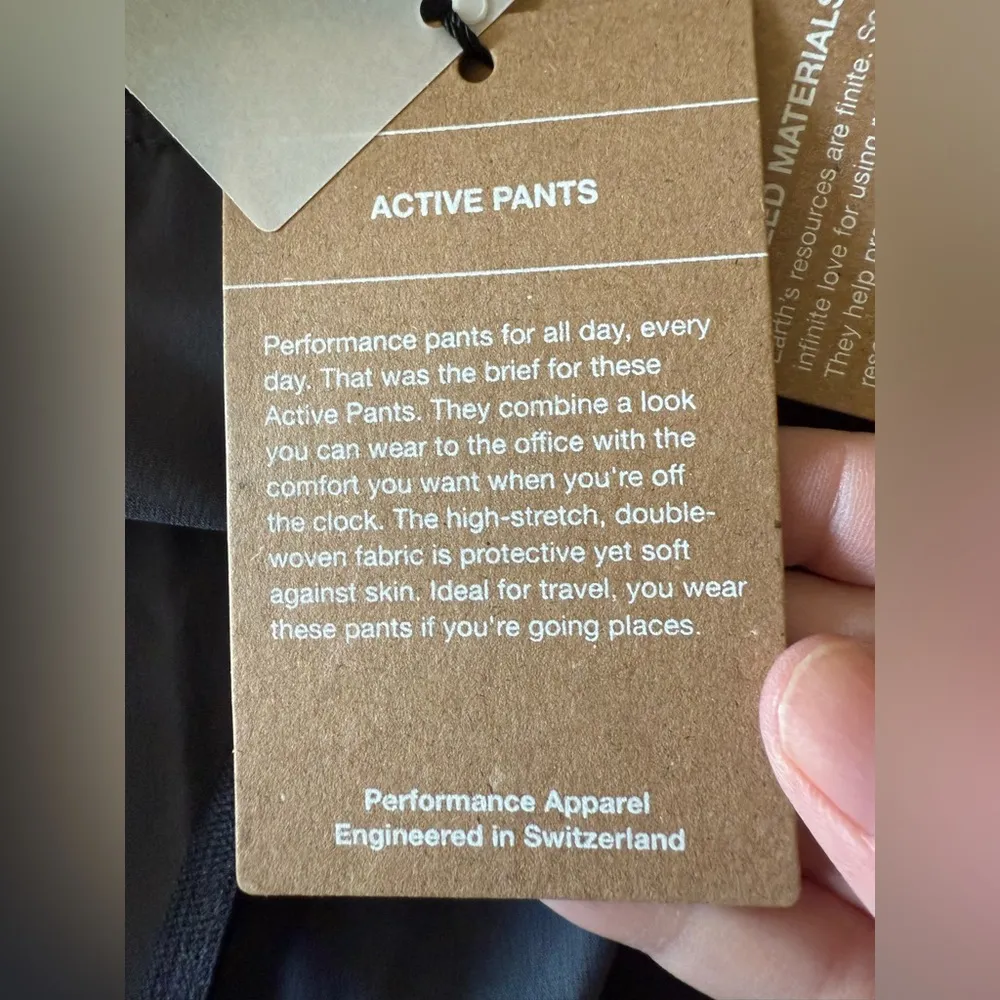 ACTIVE PANTS
Performance pants for all day, every
day. That was the brief for these
Active Pants. They combine a look
you can wear to the office with the
comfort you want when you're off
the clock. The high-stretch, double-
woven fabric is protective yet soft
against skin. Ideal for travel, you wear
these pants if you're going places.
Performance Apparel
Engineered in Switzerland
MATERIALS
Earth's resources are finite. So
infinite love for using
They help